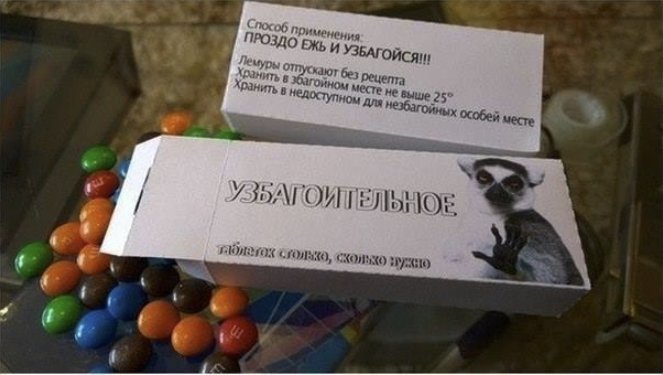 Способ применения:
ПРОЗДО ЕЖЬ И УЗБАГОЙСЯ!!!
Лемуры отпускают без рецепта
Хранить в збагойном месте не выше 25°
Хранить в недоступном для незбагойных особей месте
УЗБАГОИТЕЛЬНОЕ
таблеток столько, сколько нужно
m
m